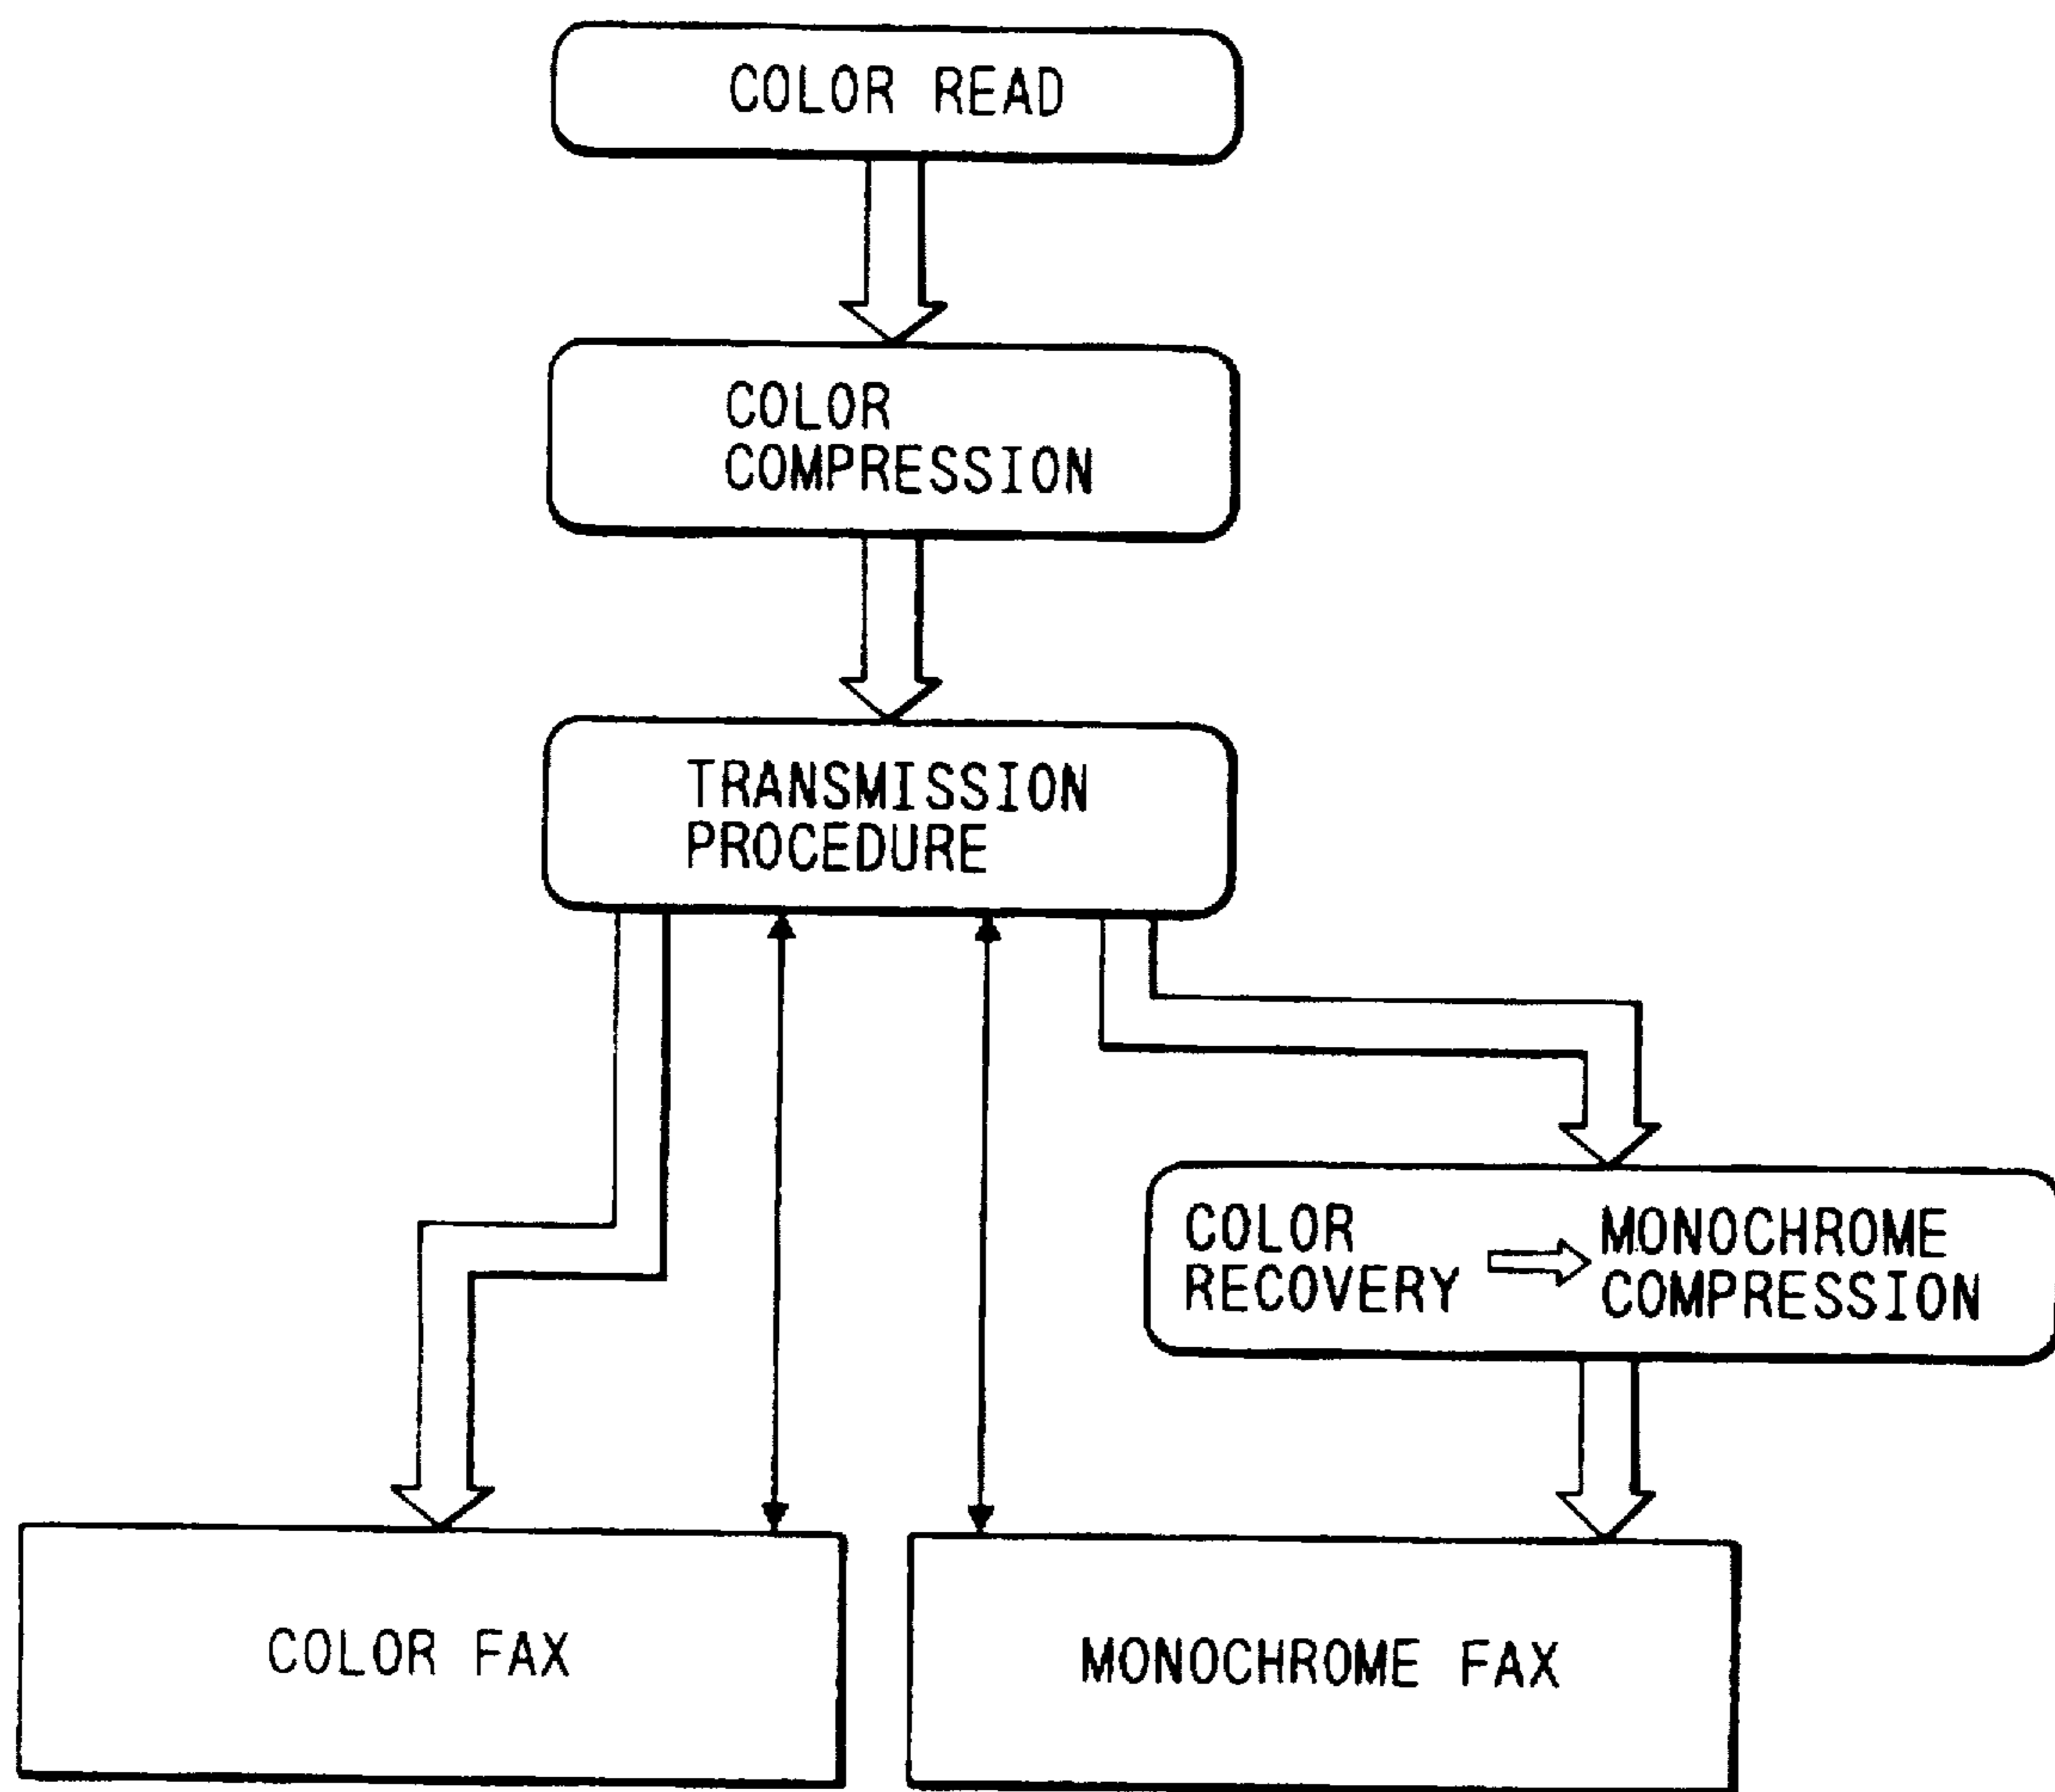 COLOR READ
COLOR
COMPRESSION
TRANSMISSION
PROCEDURE
COLOR
RECOVERY
MONOCHROME
COMPRESSION
COLOR FAX
MONOCHROME FAX